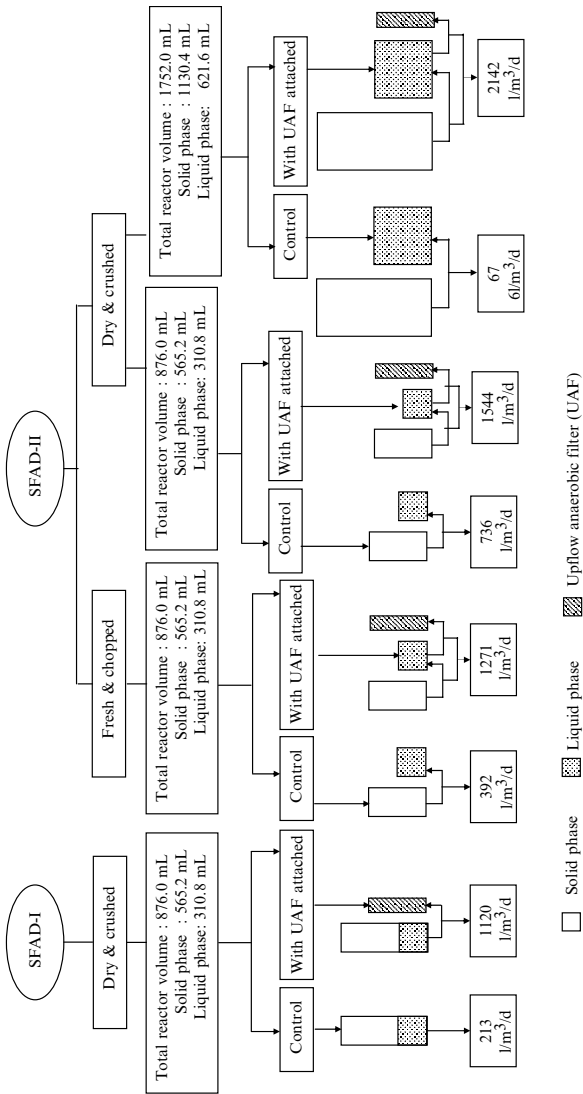 SFAD-I
SFAD-II
Dry & crushed
Fresh & chopped
Dry & crushed
Total reactor volume : 876.0 mL
Solid phase : 565.2 mL
Liquid phase: 310.8 mL
Total reactor volume : 876.0 mL
Solid phase : 565.2 mL
Liquid phase: 310.8 mL
Total reactor volume : 876.0 mL
Solid phase : 565.2 mL
Liquid phase: 310.8 mL
Total reactor volume : 1752.0 mL
Solid phase : 1130.4 mL
Liquid phase: 621.6 mL
Control
With UAF attached
Control
With UAF attached
Control
With UAF attached
Control
With UAF attached
213
l/m³/d
1120
l/m³/d
392
l/m³/d
1271
l/m³/d
736
l/m³/d
1544
l/m³/d
67
6l/m³/d
2142
l/m³/d
Solid phase
Liquid phase
Upflow anaerobic filter (UAF)